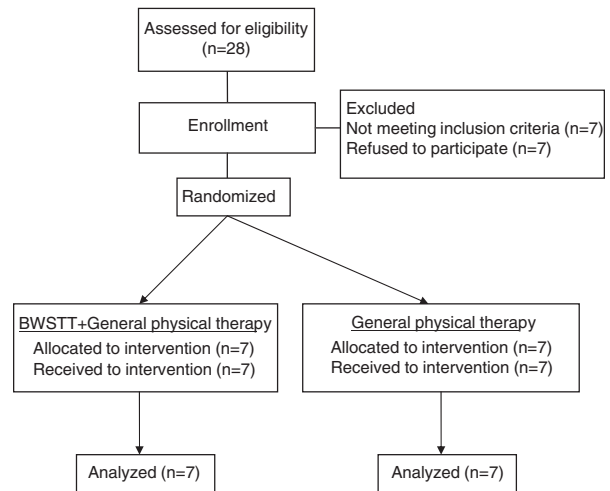 Assessed for eligibility
(n=28)
Enrollment
Excluded
Not meeting inclusion criteria (n=7)
Refused to participate (n=7)
Randomized
BWSTT+General physical therapy
Allocated to intervention (n=7)
Received to intervention (n=7)
General physical therapy
Allocated to intervention (n=7)
Received to intervention (n=7)
Analyzed (n=7)
Analyzed (n=7)